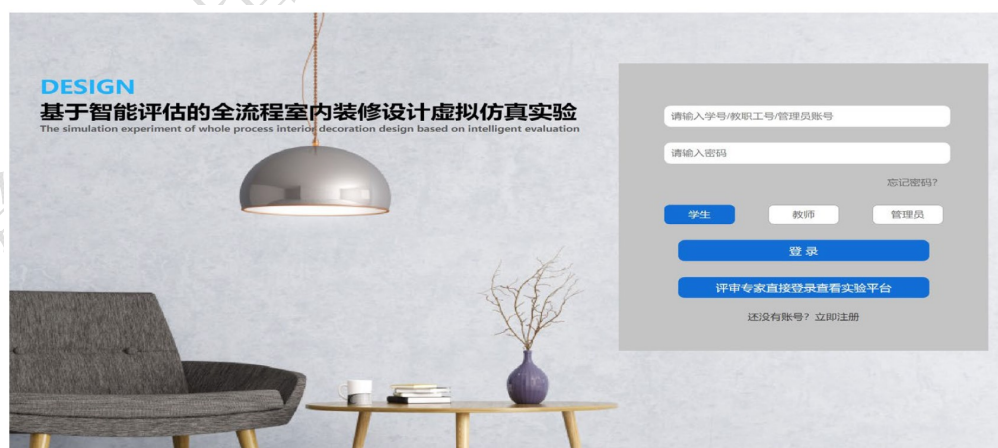 DESIGN
基于智能评估的全流程室内装修设计虚拟仿真实验
The simulation experiment of whole process interior decoration design based on intelligent evaluation
请输入学号/教职工号/管理员账号
请输入密码
忘记密码?
学生 教师 管理员
登录
评审专家直接登录查看实验平台
还没有账号? 立即注册